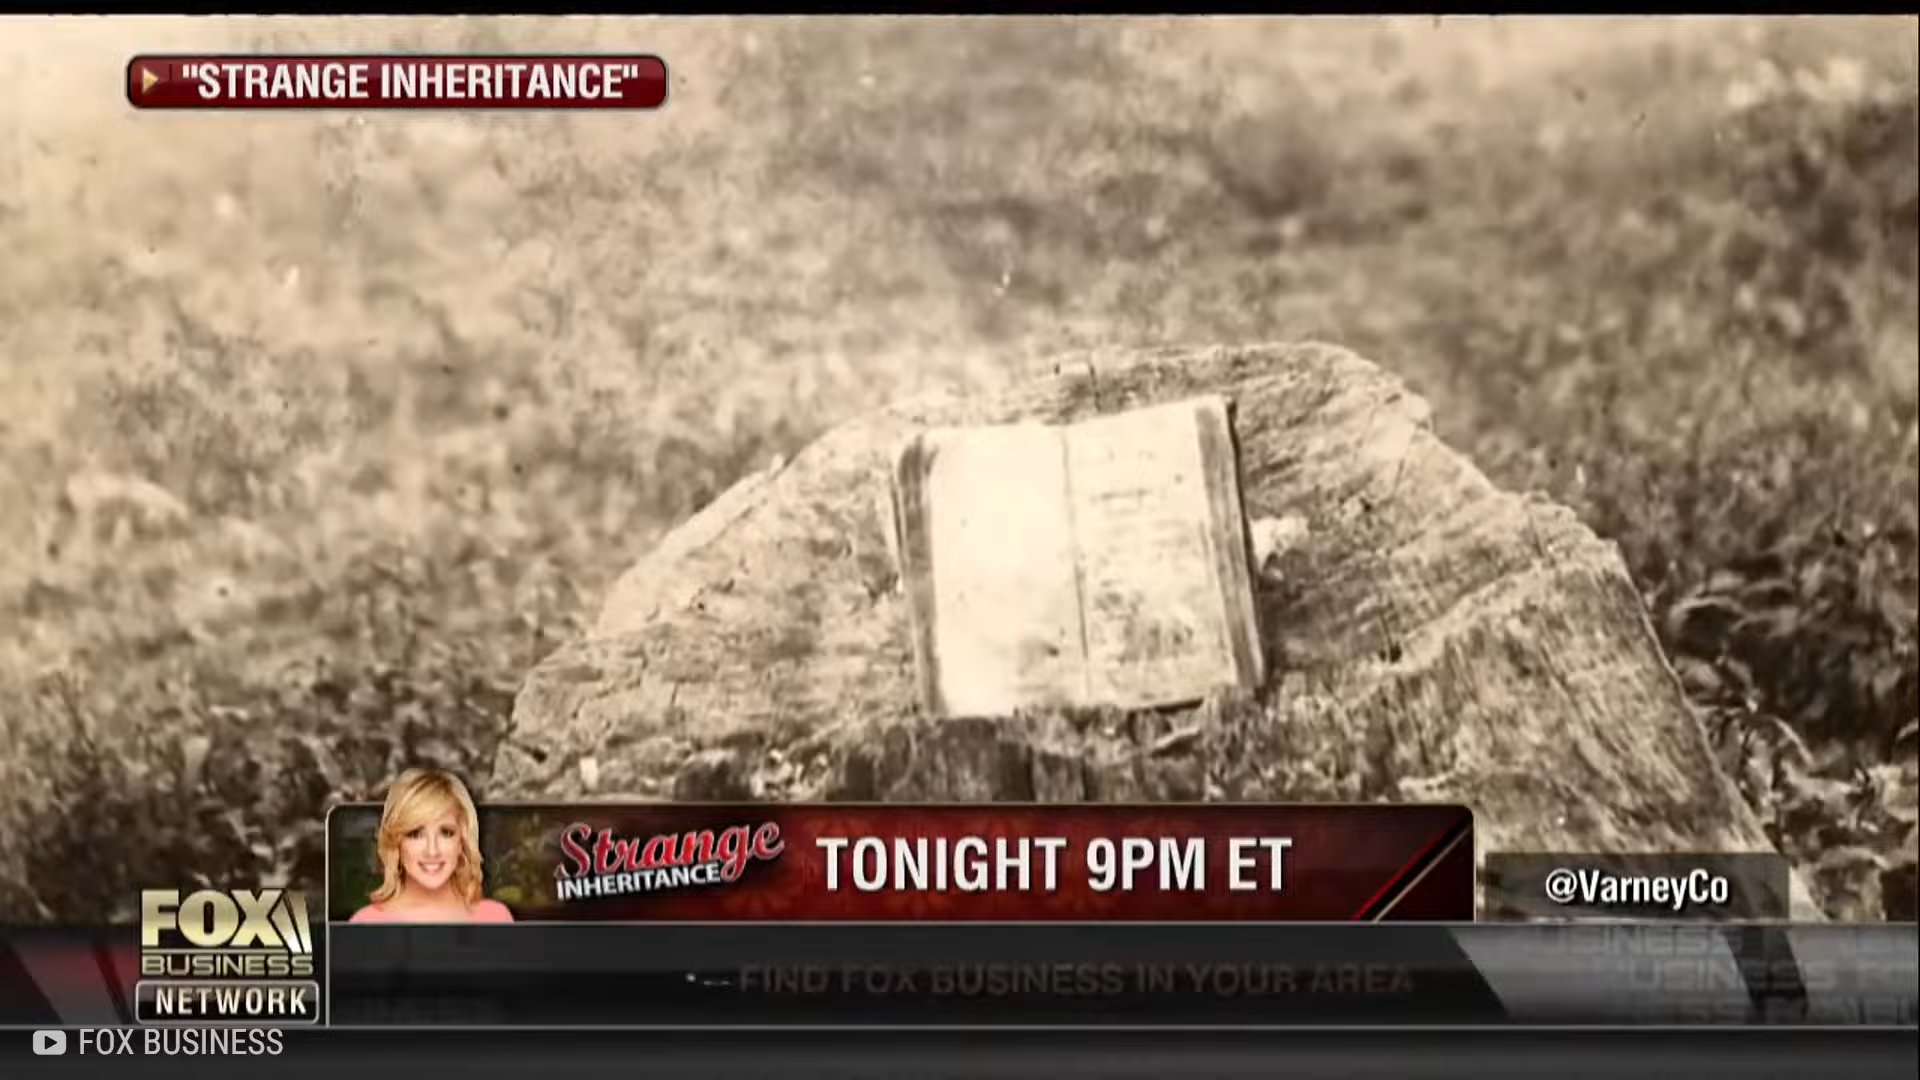 "STRANGE INHERITANCE"
Strange
INHERITANCE
TONIGHT 9PM ET
@VarneyCo
FOX
BUSINESS
NETWORK
FIND FOX BUSINESS IN YOUR AREA
FOX BUSINESS